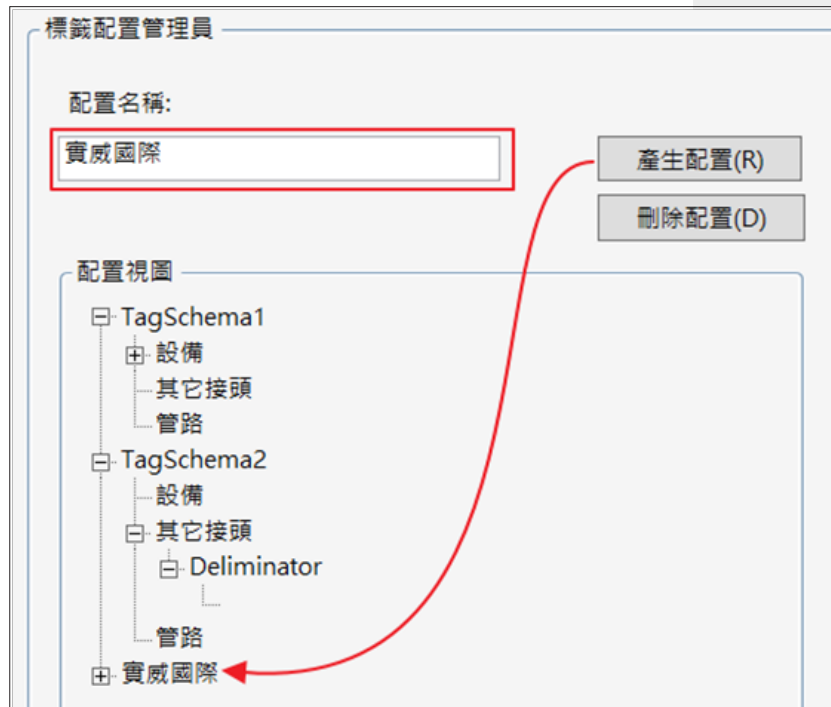 標籤配置管理員
配置名稱:
實威國際
產生配置(R)
刪除配置(D)
配置視圖
TagSchema1
設備
其它接頭
管路
TagSchema2
設備
其它接頭
Deliminator
管路
實威國際